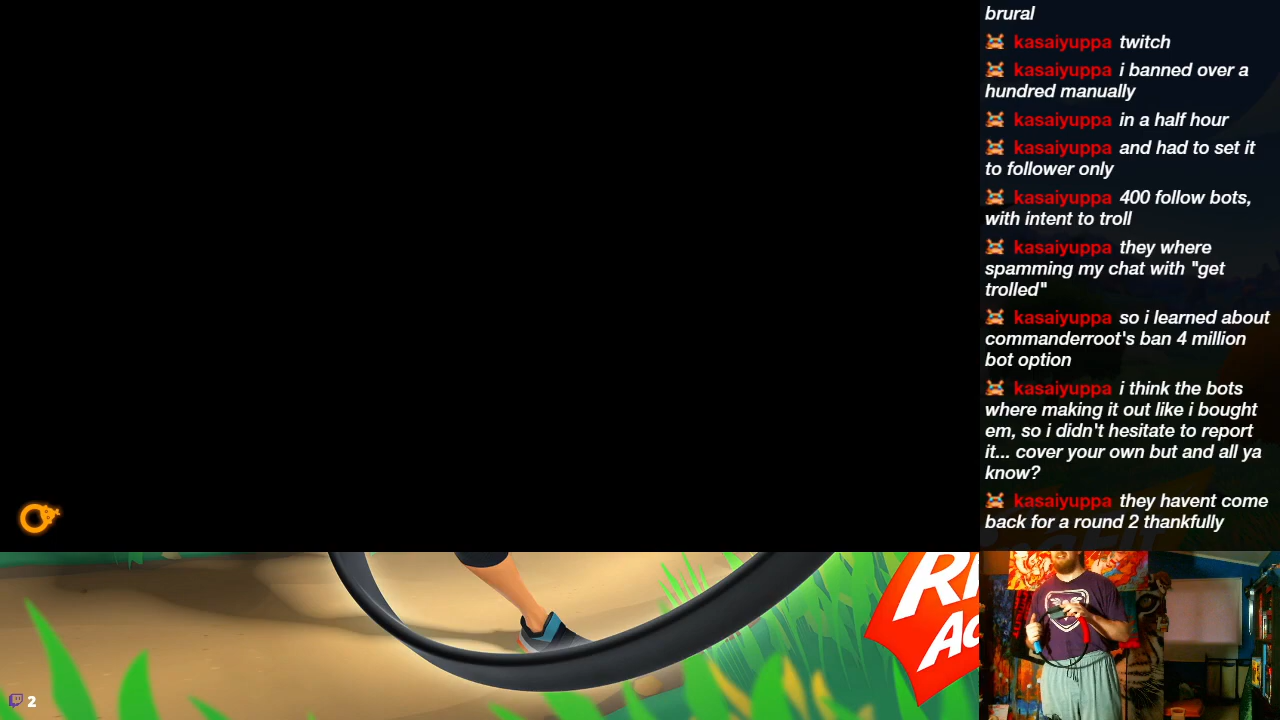 brural
kasaiyuppa twitch
kasaiyuppa i banned over a
hundred manually
kasaiyuppa in a half hour
kasaiyuppa and had to set it
to follower only
kasaiyuppa 400 follow bots,
with intent to troll
kasaiyuppa they where
spamming my chat with "get
trolled"
kasaiyuppa so i learned about
commanderroot's ban 4 million
bot option
kasaiyuppa i think the bots
where making it out like i bought
em, so i didn't hesitate to report
it... cover your own but and all ya
know?
kasaiyuppa they havent come
back for a round 2 thankfully
2